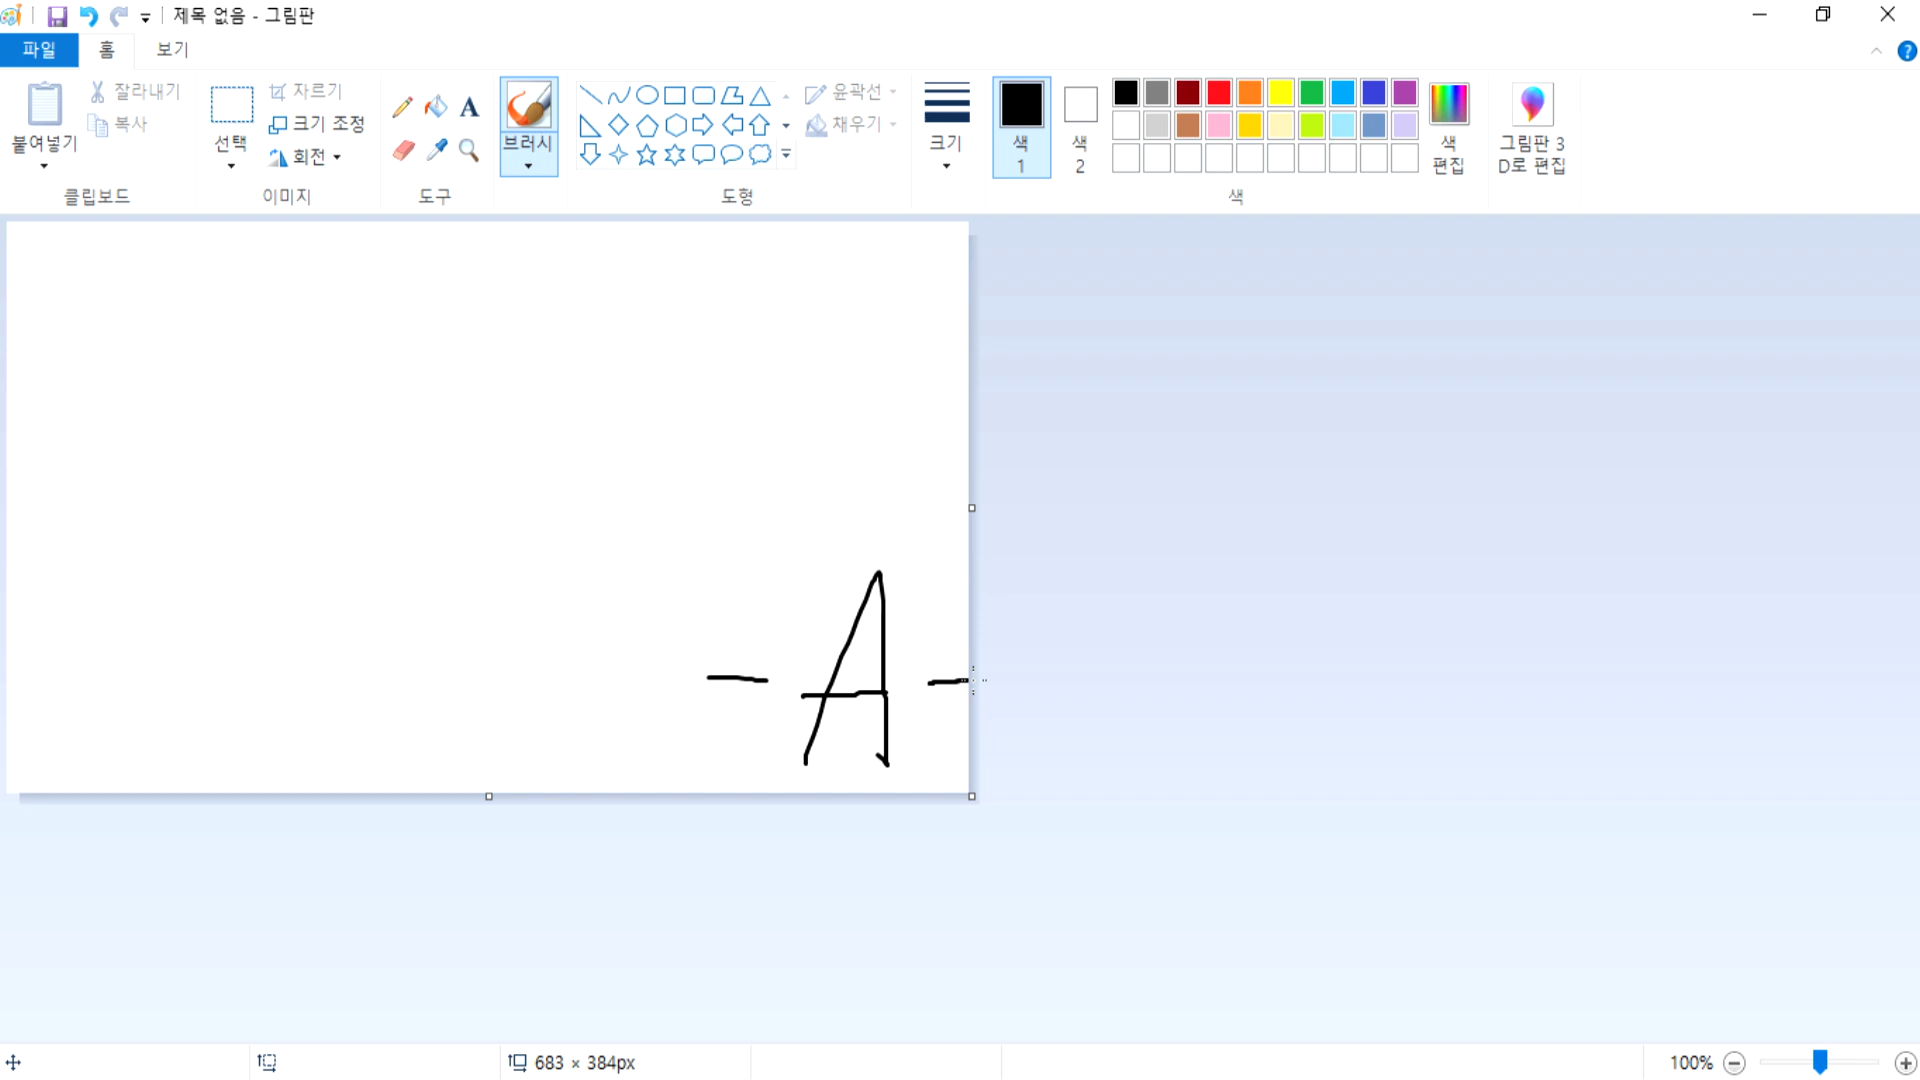 제목 없음 - 그림판
파일 홈 보기
붙여넣기
잘라내기
복사
클립보드
선택
자르기
크기 조정
회전
이미지
A
도구
브러시
윤곽선
채우기
도형
크기
색
1
색
2
색
편집
색
그림판 3
D로 편집
?
- A -
683 × 384px
100%